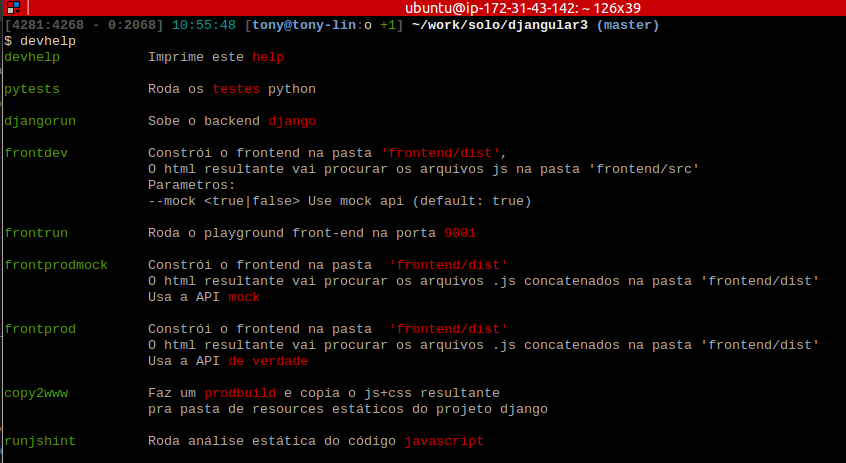 ubuntu@ip-172-31-43-142: ~ 126x39
[4281:4268 - 0:2068] 10:55:48 [tony@tony-lin:o +1] ~/work/solo/djangular3 (master)
$ devhelp
devhelp Imprime este help
pytests Roda os testes python
djangorun Sobe o backend django
frontdev Constrói o frontend na pasta 'frontend/dist',
O html resultante vai procurar os arquivos js na pasta 'frontend/src'
Parametros:
--mock <true|false> Use mock api (default: true)
frontrun Roda o playground front-end na porta 9001
frontprodmock Constrói o frontend na pasta 'frontend/dist'
O html resultante vai procurar os arquivos .js concatenados na pasta 'frontend/dist'
Usa a API mock
frontprod Constrói o frontend na pasta 'frontend/dist'
O html resultante vai procurar os arquivos .js concatenados na pasta 'frontend/dist'
Usa a API de verdade
copy2www Faz um prodbuild e copia o js+css resultante
pra pasta de resources estáticos do projeto django
runjshint Roda análise estática do código javascript